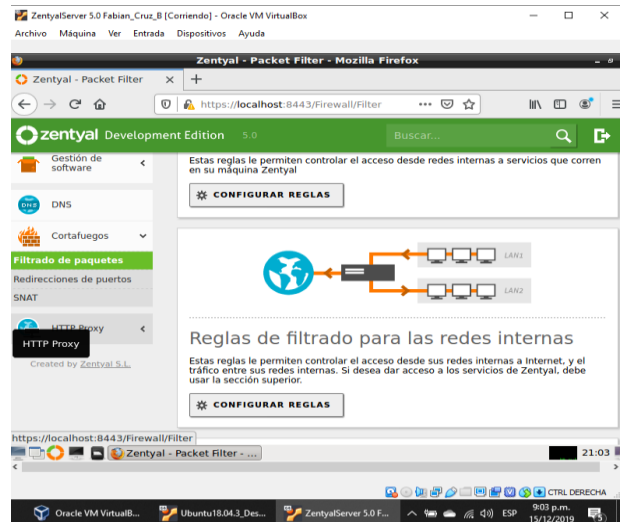 ZentyalServer 5.0 Fabian_Cruz_B [Corriendo] - Oracle VM VirtualBox
Archivo Máquina Ver Entrada Dispositivos Ayuda
Zentyal - Packet Filter - Mozilla Firefox
Zentyal - Packet Filter
https://localhost:8443/Firewall/Filter
zentyal Development Edition 5.0
Buscar...
Gestión de software
Estas reglas le permiten controlar el acceso desde redes internas a servicios que corren
en su máquina Zentyal
CONFIGURAR REGLAS
DNS
DNS
Cortafuegos
Filtrado de paquetes
Redirecciones de puertos
SNAT
HTTP Proxy
HTTP Proxy
Created by Zentyal S.L.
LAN1
LAN2
Reglas de filtrado para las redes internas
Estas reglas le permiten controlar el acceso desde sus redes internas a Internet, y el
tráfico entre sus redes internas. Si desea dar acceso a los servicios de Zentyal, debe
usar la sección superior.
CONFIGURAR REGLAS
https://localhost:8443/Firewall/Filter
Zentyal - Packet Filter - ...
21:03
CTRL DERECHA
Oracle VM VirtualB...
Ubuntu18.04.3_Des...
ZentyalServer 5.0 F...
ESP
9:03 p.m.
15/12/2019
5